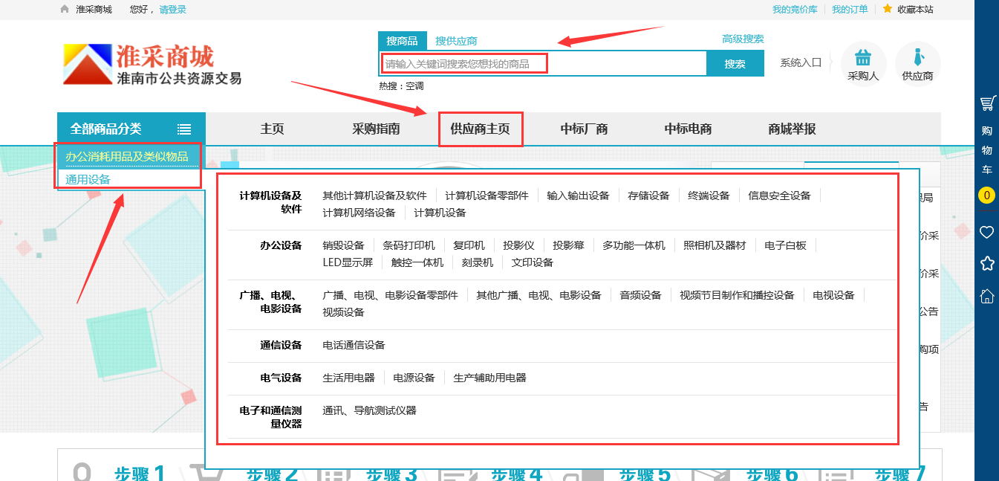 淮采商城 您好， 请登录 我的竞价库 我的订单 收藏本站
淮采商城
淮南市公共资源交易
搜商品 搜供应商 高级搜索
请输入关键词搜索您想找的商品 搜索
热搜：空调
系统入口 采购人 供应商
全部商品分类 主页 采购指南 供应商主页 中标厂商 中标电商 商城举报
办公消耗用品及类似物品
通用设备
计算机设备及
软件
其他计算机设备及软件 计算机设备零部件 输入输出设备 存储设备 终端设备 信息安全设备
计算机网络设备 计算机设备
办公设备
销毁设备 条码打印机 复印机 投影仪 投影幕 多功能一体机 照相机及器材 电子白板
LED显示屏 触控一体机 刻录机 文印设备
广播、电视、
电影设备
广播、电视、电影设备零部件 其他广播、电视、电影设备 音频设备 视频节目制作和播控设备 电视设备
视频设备
通信设备 电话通信设备
电气设备 生活用电器 电源设备 生产辅助用电器
电子和通信测
量仪器
通讯、导航测试仪器
局
价采
价采
公告
购项
告
步骤 1 步骤 2 步骤 3 步骤 4 步骤 5 步骤 6 步骤 7
购
物
车
0